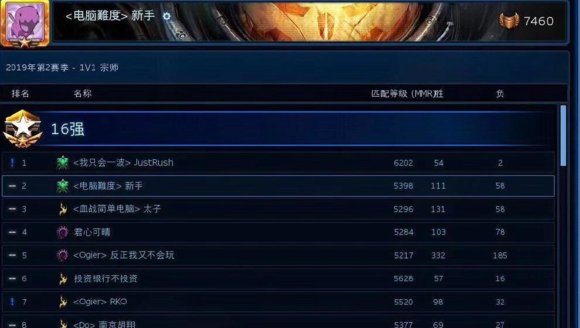 <电脑難度> 新手
7460
2019年第2赛季 - 1V1 宗师
排名 名称 匹配等级 (MMR) 胜 负
16强
1 <我只会一波> JustRush 6202 54 2
2 <电脑難度> 新手 5398 111 58
3 <血战简单电脑> 太子 5296 131 58
4 君心可晴 5284 103 78
5 <Ogier> 反正我又不会玩 5217 332 185
6 投资银行不投资 5628 57 16
7 <Ogier> RKO 5520 98 32
8 <Do> 南京胡翔 5377 69 27